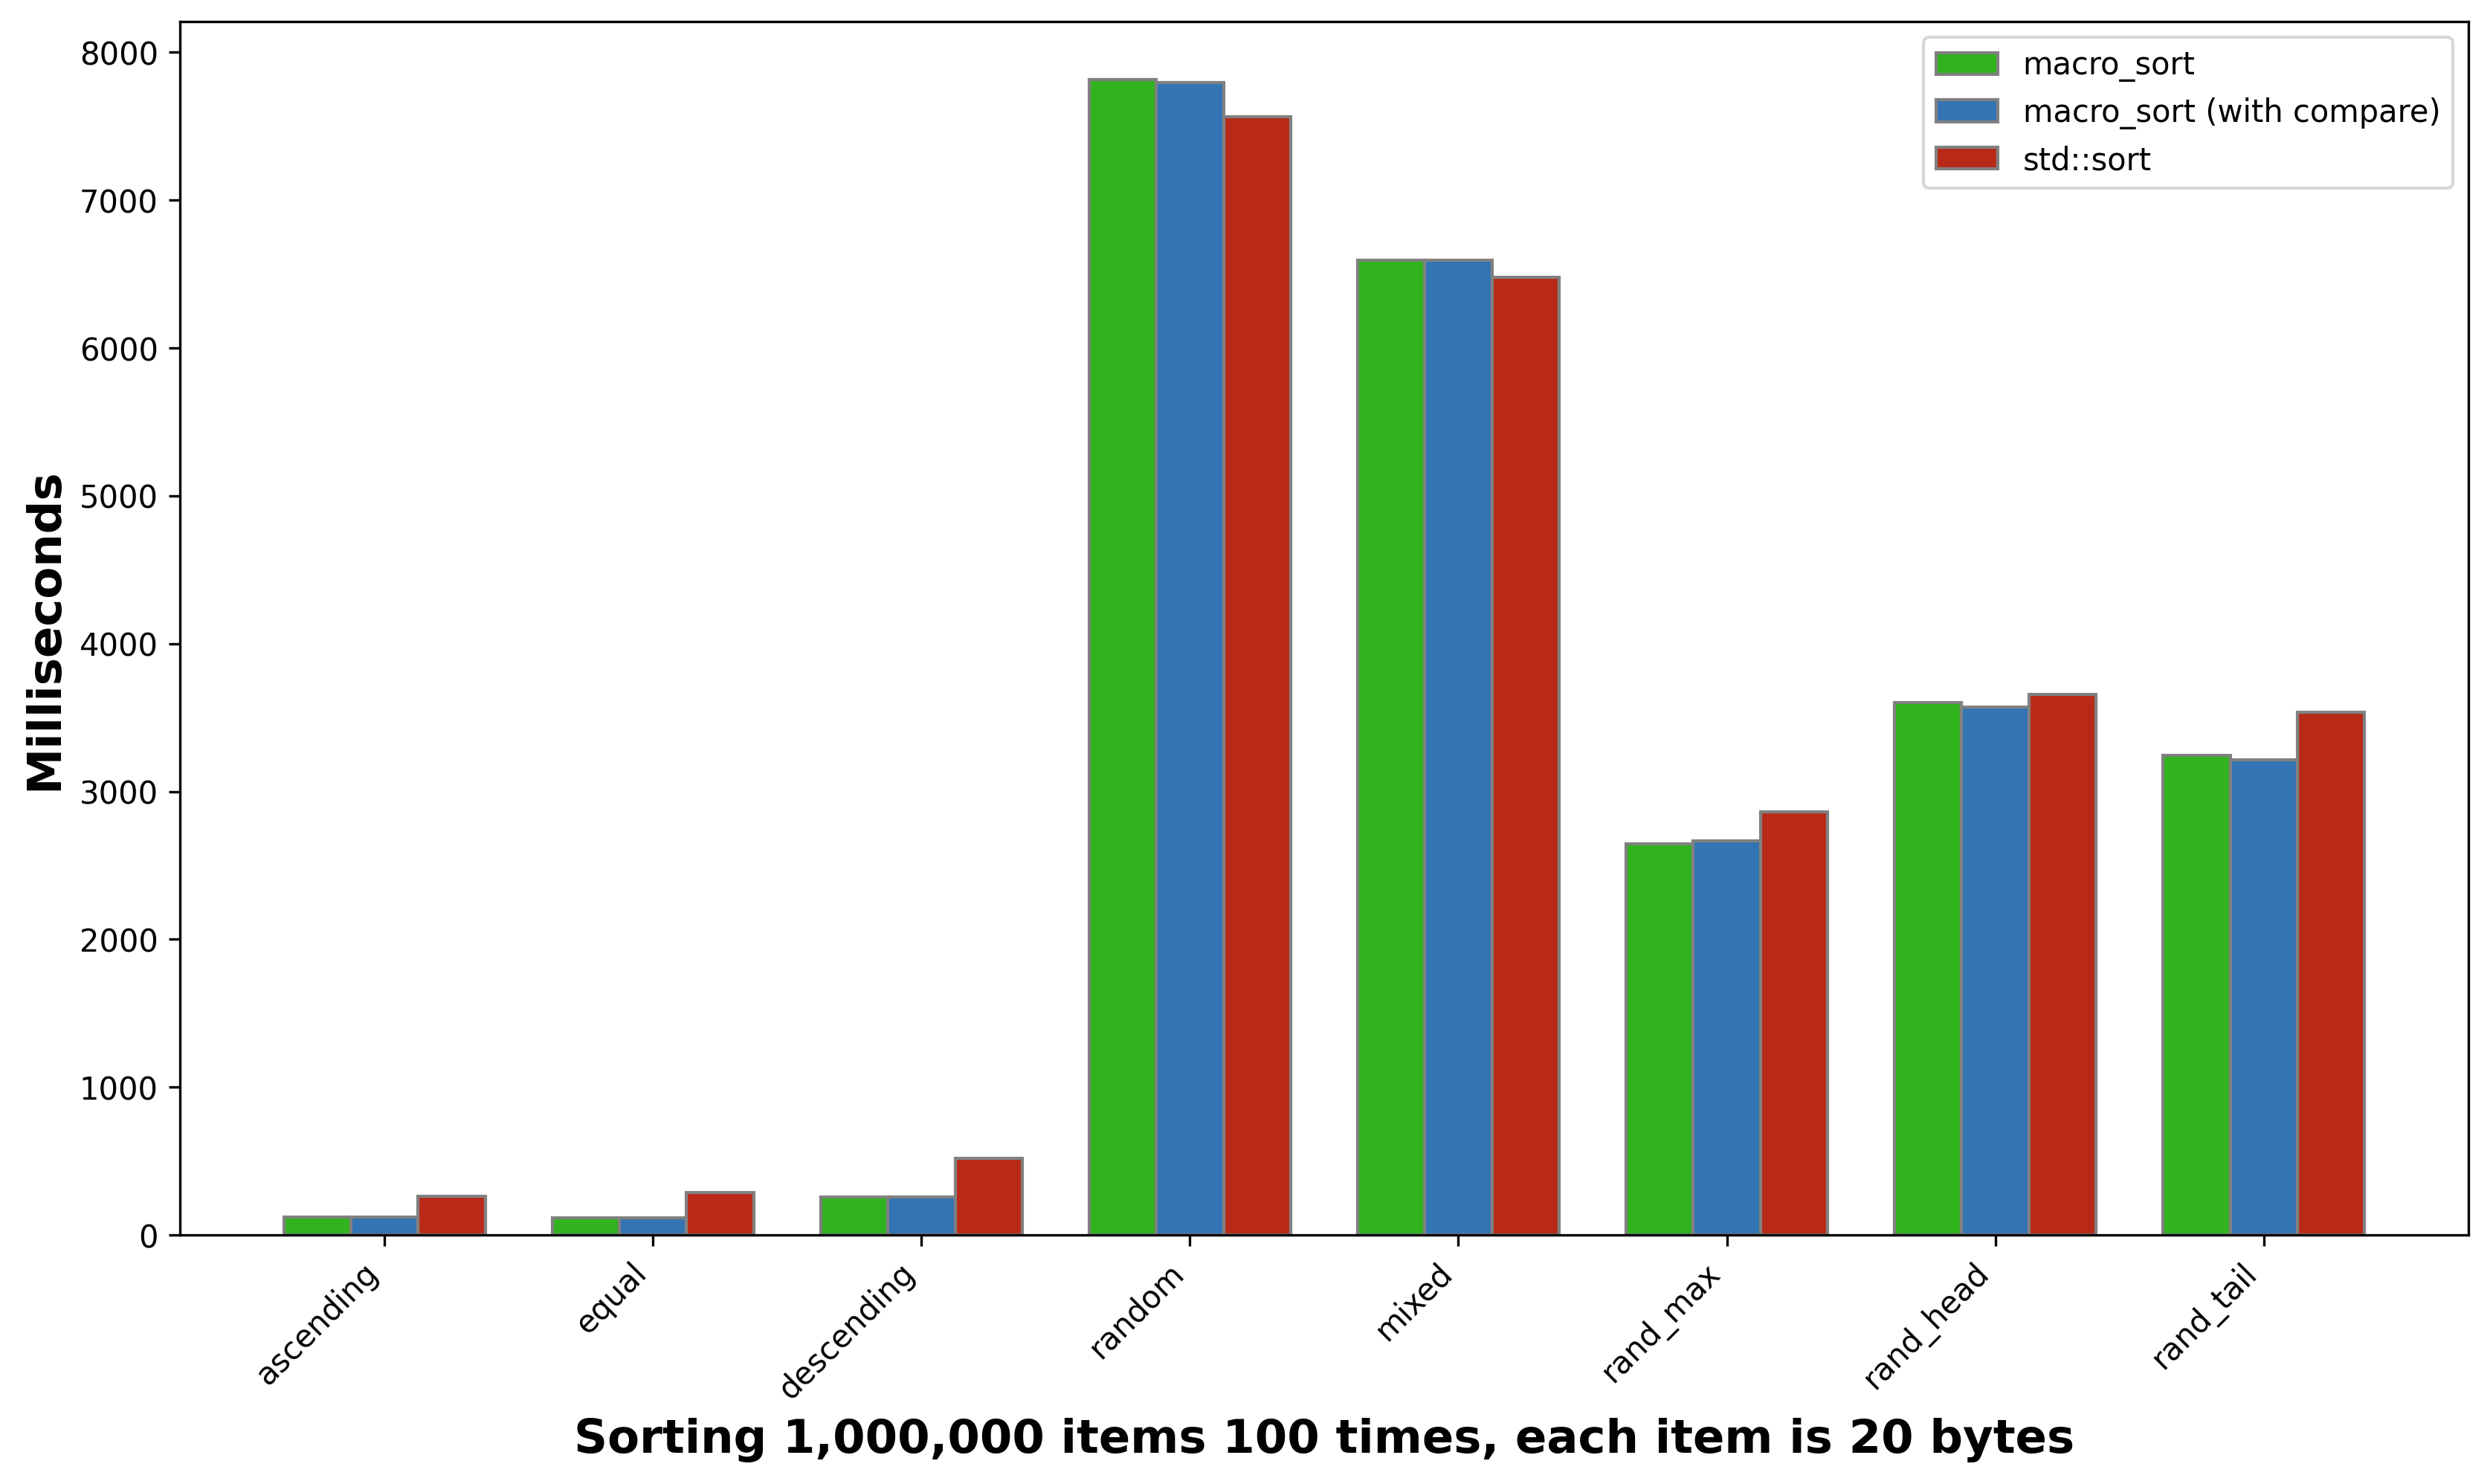 8000
7000
6000
5000
4000
3000
2000
1000
0
Milliseconds
macro_sort
macro_sort (with compare)
std::sort
ascending
equal
descending
random
mixed
rand_max
rand_head
rand_tail
Sorting 1,000,000 items 100 times, each item is 20 bytes